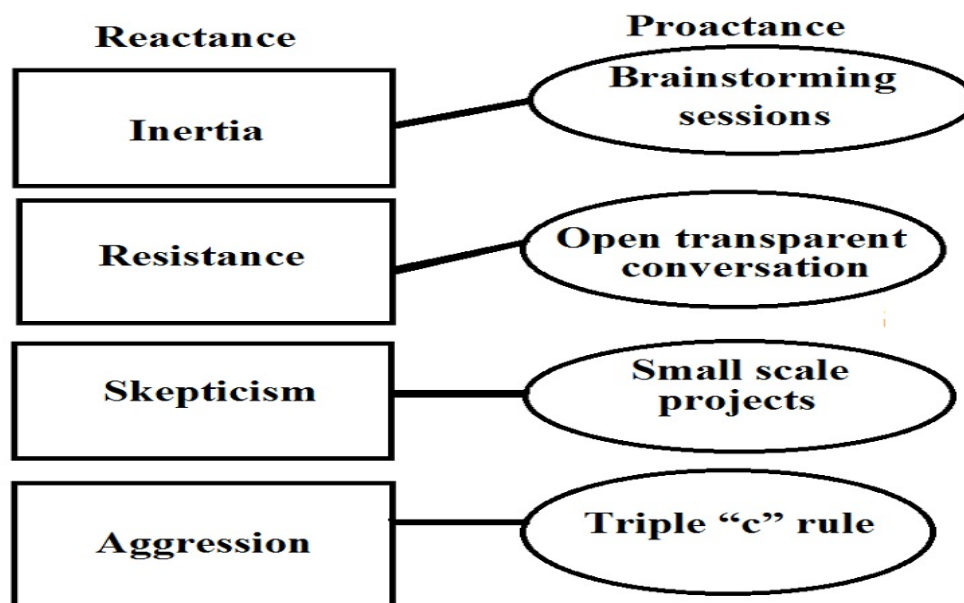 Reactance
Proactance
Inertia
Brainstorming
sessions
Resistance
Open transparent
conversation
Skepticism
Small scale
projects
Aggression
Triple “c” rule